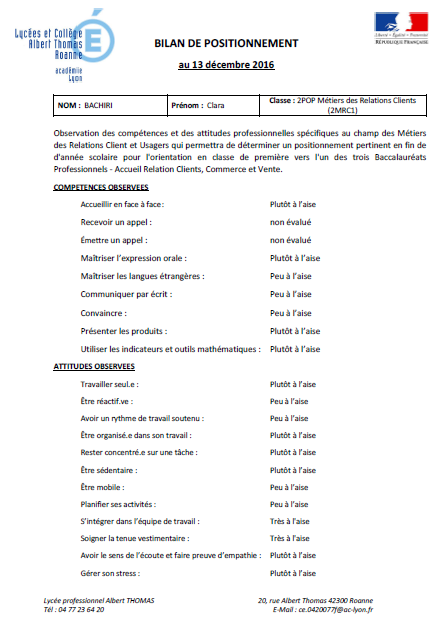 Lycées et Collège
Albert Thomas
Roanne
académie
Lyon
Liberté • Égalité • Fraternité
RÉPUBLIQUE FRANÇAISE
BILAN DE POSITIONNEMENT
au 13 décembre 2016
NOM : BACHIRI Prénom : Clara Classe : 2POP Métiers des Relations Clients
(2MRC1)
Observation des compétences et des attitudes professionnelles spécifiques au champ des Métiers
des Relations Client et Usagers qui permettra de déterminer un positionnement pertinent en fin de
d'année scolaire pour l'orientation en classe de première vers l'un des trois Baccalauréats
Professionnels - Accueil Relation Clients, Commerce et Vente.
COMPETENCES OBSERVEES
Accueillir en face à face : Plutôt à l'aise
Recevoir un appel : non évalué
Émettre un appel : non évalué
Maîtriser l'expression orale : Plutôt à l'aise
Maîtriser les langues étrangères : Peu à l'aise
Communiquer par écrit : Peu à l'aise
Convaincre : Peu à l'aise
Présenter les produits : Plutôt à l'aise
Utiliser les indicateurs et outils mathématiques : Plutôt à l'aise
ATTITUDES OBSERVEES
Travailler seul.e : Plutôt à l'aise
Être réactif.ve : Peu à l'aise
Avoir un rythme de travail soutenu : Peu à l'aise
Être organisé.e dans son travail : Plutôt à l'aise
Rester concentré.e sur une tâche : Plutôt à l'aise
Être sédentaire : Plutôt à l'aise
Être mobile : Peu à l'aise
Planifier ses activités : Peu à l'aise
S'intégrer dans l'équipe de travail : Très à l'aise
Soigner la tenue vestimentaire : Très à l'aise
Avoir le sens de l'écoute et faire preuve d'empathie : Plutôt à l'aise
Gérer son stress : Plutôt à l'aise
Lycée professionnel Albert THOMAS 20, rue Albert Thomas 42300 Roanne
Tél : 04 77 23 64 20 E-Mail : ce.0420077f@ac-lyon.fr